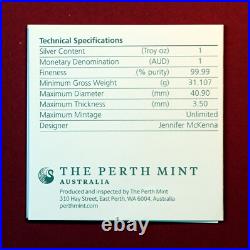 Technical Specifications
Silver Content (Troy oz) 1
Monetary Denomination (AUD) 1
Fineness (% purity) 99.99
Minimum Gross Weight (g) 31.107
Maximum Diameter (mm) 40.90
Maximum Thickness (mm) 3.50
Maximum Mintage Unlimited
Designer Jennifer McKenna
THE PERTH MINT
AUSTRALIA
Produced and inspected by The Perth Mint
310 Hay Street, East Perth, WA 6004, Australia
perthmint.com